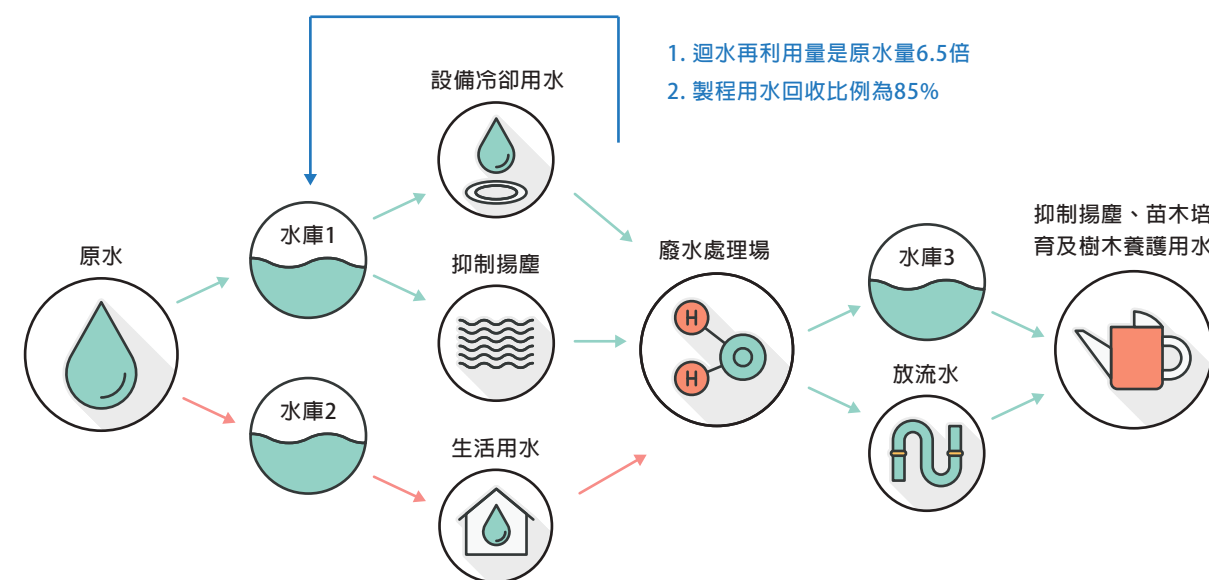 1. 迴水再利用量是原水量6.5倍
2. 製程用水回收比例為85%
設備冷卻用水
原水
水庫1
抑制揚塵
水庫2
生活用水
廢水處理場
H
H
水庫3
放流水
抑制揚塵、苗木培
育及樹木養護用水